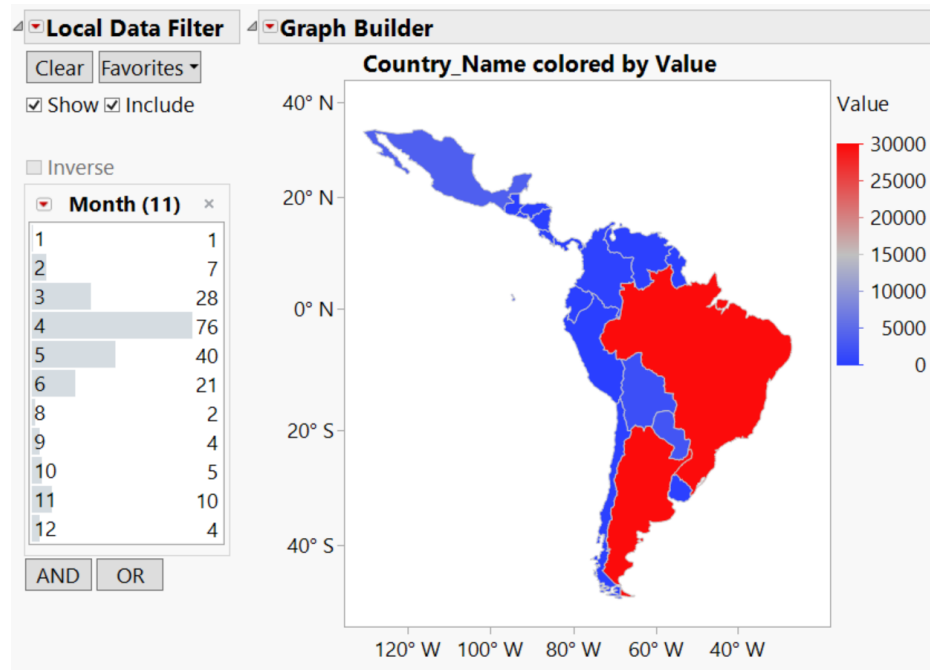 Local Data Filter
Clear Favorites
Show Include
Inverse
Month (11)
1 1
2 7
3 28
4 76
5 40
6 21
8 2
9 4
10 5
11 10
12 4
AND OR
Graph Builder
Country_Name colored by Value
40° N
20° N
0° N
20° S
40° S
120° W 100° W 80° W 60° W 40° W
Value
30000
25000
20000
15000
10000
5000
0